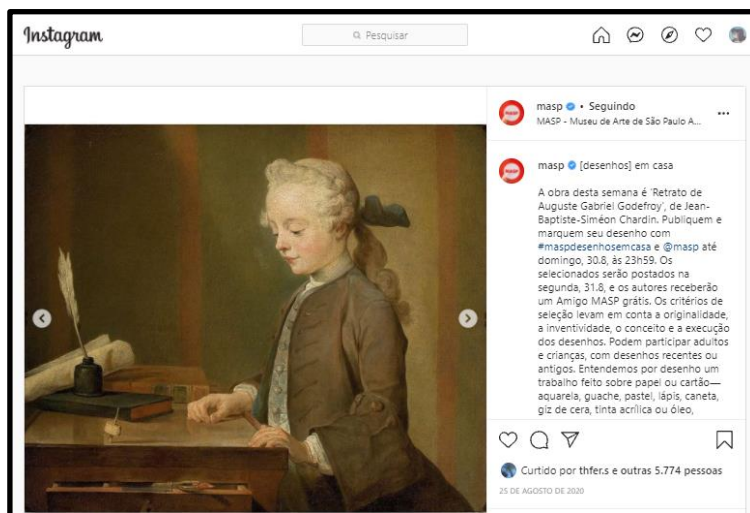 Instagram
Pesquisar
masp • Seguindo
MASP - Museu de Arte de São Paulo A...
masp [desenhos] em casa
A obra desta semana é 'Retrato de
Auguste Gabriel Godefroy', de Jean-
Baptiste-Siméon Chardin. Publiquem e
marquem seu desenho com
#maspdesenhosemcasa e @masp até
domingo, 30.8, às 23h59. Os
selecionados serão postados na
segunda, 31.8, e os autores receberão
um Amigo MASP grátis. Os critérios de
seleção levam em conta a originalidade,
a inventividade, o conceito e a execução
dos desenhos. Podem participar adultos
e crianças, com desenhos recentes ou
antigos. Entendemos por desenho um
trabalho feito sobre papel ou cartão—
aquarela, guache, pastel, lápis, caneta,
giz de cera, tinta acrílica ou óleo,
Curtido por thfer.s e outras 5.774 pessoas
25 DE AGOSTO DE 2020